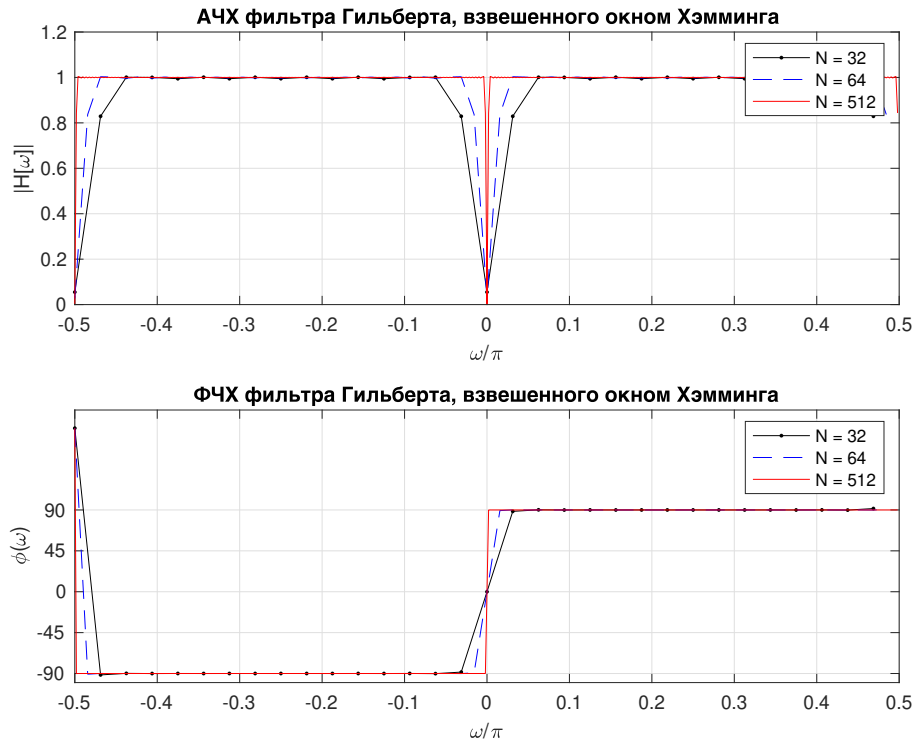 АЧХ фильтра Гильберта, взвешенного окном Хэмминга
1.2
1
0.8
0.6
0.4
0.2
0
|H[ω]|
N = 32
N = 64
N = 512
-0.5 -0.4 -0.3 -0.2 -0.1 0 0.1 0.2 0.3 0.4 0.5
ω/π
ФЧХ фильтра Гильберта, взвешенного окном Хэмминга
90
45
0
-45
-90
ϕ(ω)
N = 32
N = 64
N = 512
-0.5 -0.4 -0.3 -0.2 -0.1 0 0.1 0.2 0.3 0.4 0.5
ω/π